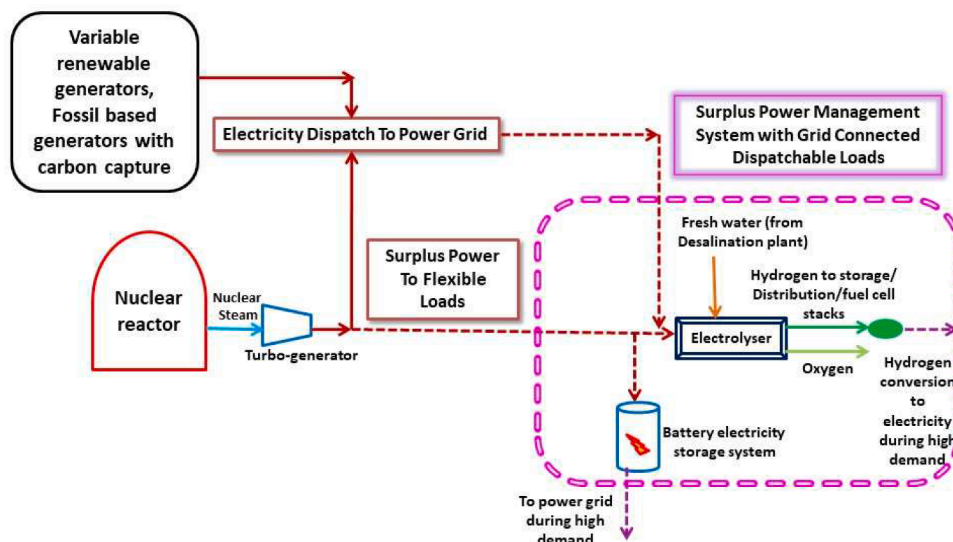 Variable
renewable
generators,
Fossil based
generators with
carbon capture
Electricity Dispatch To Power Grid
Surplus Power Management
System with Grid Connected
Dispatchable Loads
Fresh water (from
Desalination plant)
Surplus Power
To Flexible
Loads
Hydrogen to storage/
Distribution/fuel cell
stacks
Nuclear
reactor
Nuclear
Steam
Turbo-generator
Electrolyser
Oxygen
Hydrogen
conversion
to
electricity
during high
demand
Battery electricity
storage system
To power grid
during high
demand